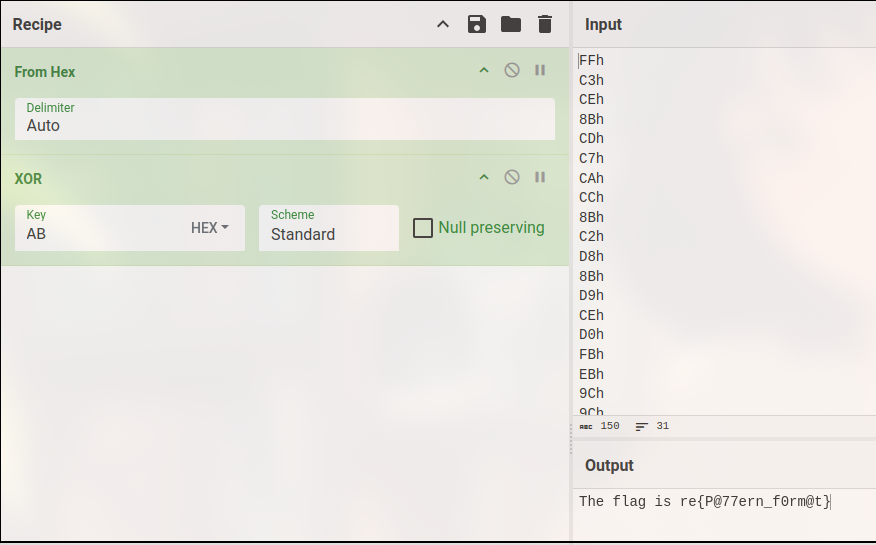 Recipe
From Hex
Delimiter
Auto
XOR
Key
AB
HEX
Scheme
Standard
Null preserving
Input
FFh
C3h
CEh
8Bh
CDh
C7h
CAh
CCh
8Bh
C2h
D8h
8Bh
D9h
CEh
D0h
FBh
EBh
9Ch
9Ch
ABC 150 31
Output
The flag is re{P@77ern_f0rm@t}